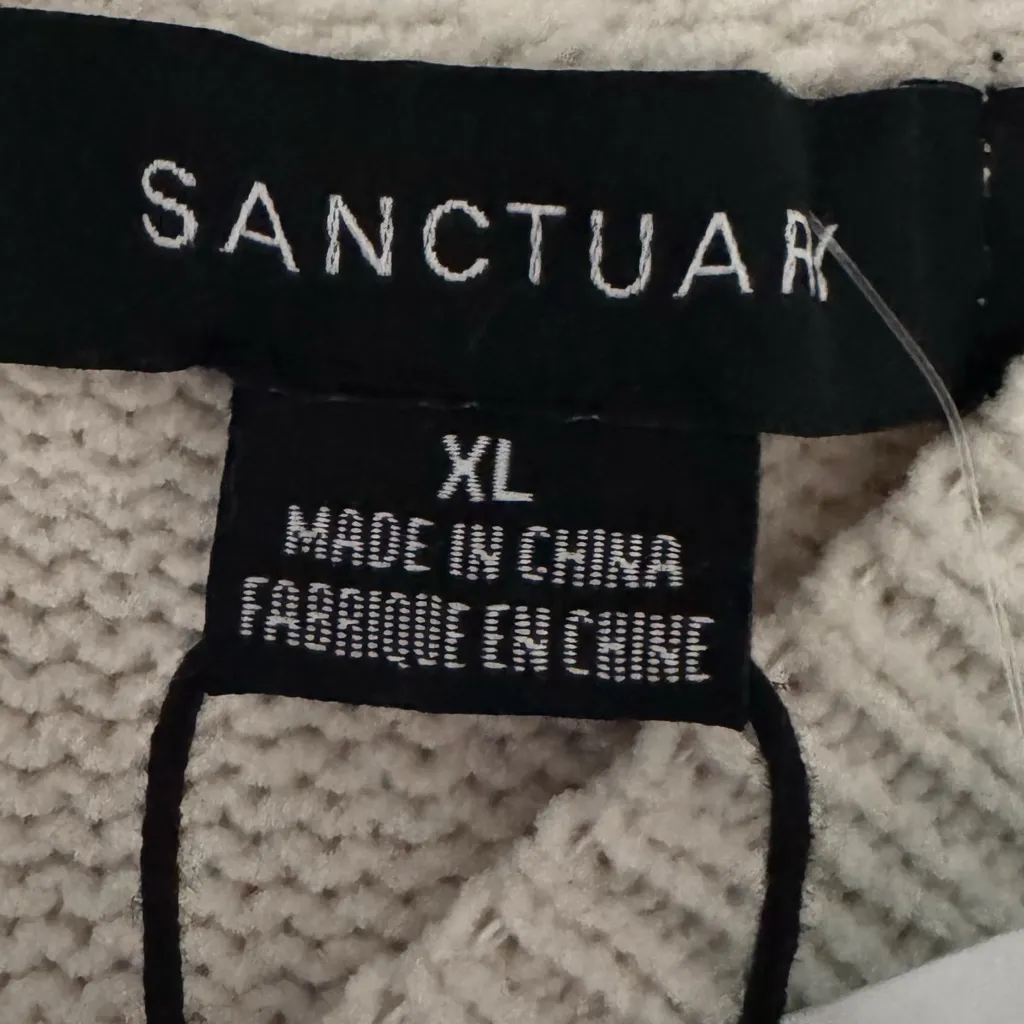 SANCTUARY
XL
MADE IN CHINA
FABRIQUE EN CHINE